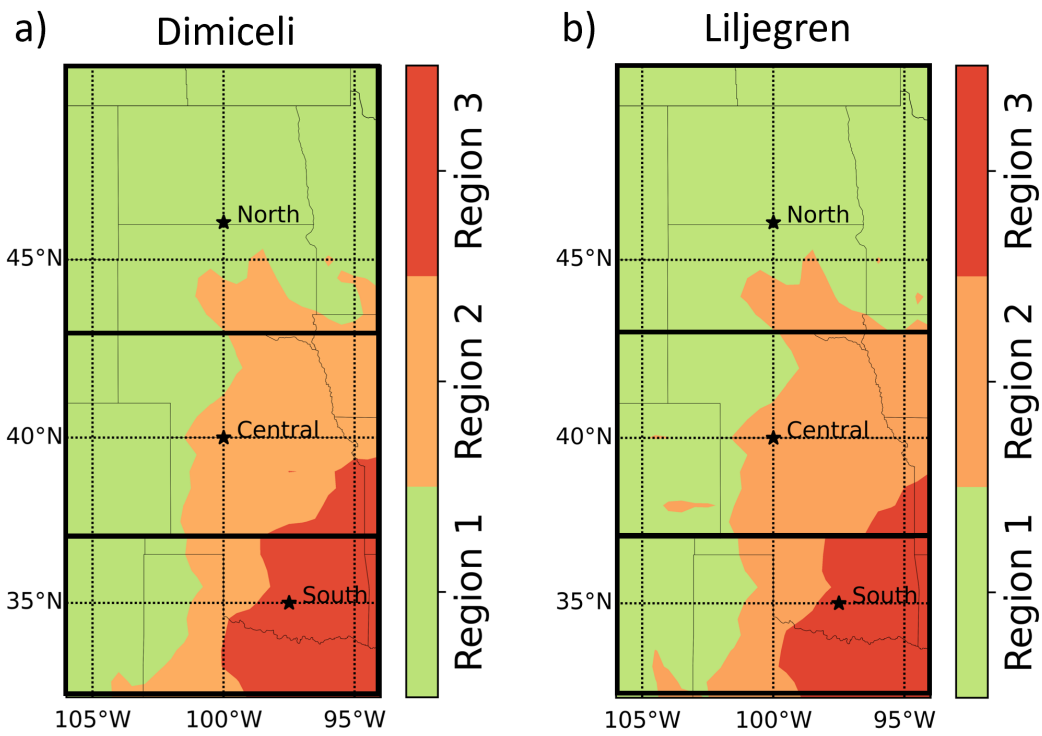 a) Dimiceli
North
Central
South
45°N
40°N
35°N
105°W 100°W 95°W
Region 3
Region 2
Region 1
b) Liljegren
North
Central
South
45°N
40°N
35°N
105°W 100°W 95°W
Region 3
Region 2
Region 1